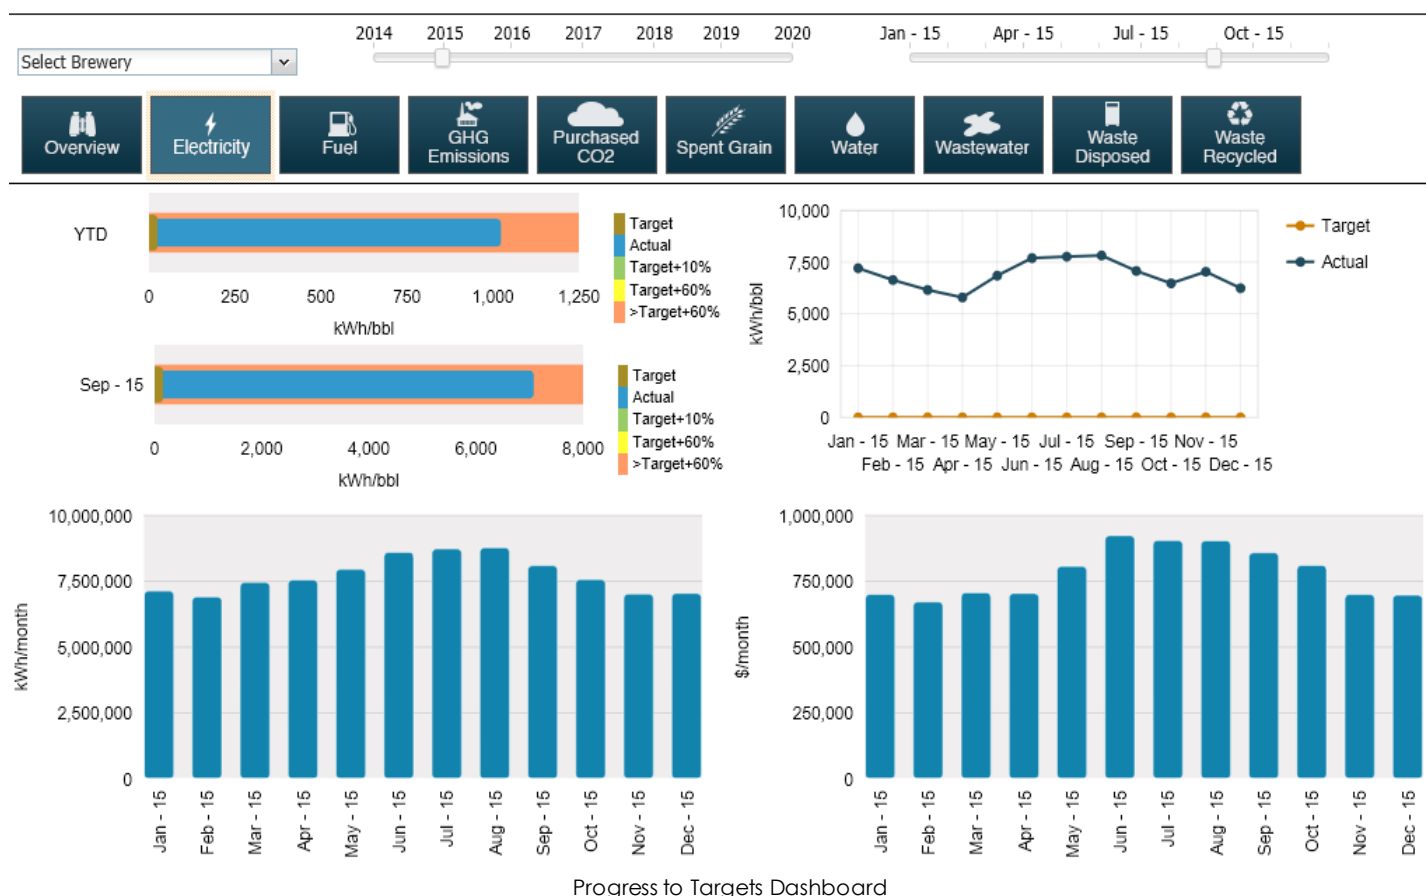 2014 2015 2016 2017 2018 2019 2020
Jan - 15 Apr - 15 Jul - 15 Oct - 15
Select Brewery
Overview
Electricity
Fuel
GHG
Emissions
Purchased
CO2
Spent Grain
Water
Wastewater
Waste
Disposed
Waste
Recycled
YTD
0 250 500 750 1,000 1,250
kWh/bbl
Target
Actual
Target+10%
Target+60%
>Target+60%
Sep - 15
0 2,000 4,000 6,000 8,000
kWh/bbl
Target
Actual
Target+10%
Target+60%
>Target+60%
10,000
7,500
5,000
2,500
0
kWh/bbl
Jan - 15 Mar - 15 May - 15 Jul - 15 Sep - 15 Nov - 15
Feb - 15 Apr - 15 Jun - 15 Aug - 15 Oct - 15 Dec - 15
Target
Actual
10,000,000
7,500,000
5,000,000
2,500,000
0
kWh/month
Jan - 15
Feb - 15
Mar - 15
Apr - 15
May - 15
Jun - 15
Jul - 15
Aug - 15
Sep - 15
Oct - 15
Nov - 15
Dec - 15
1,000,000
750,000
500,000
250,000
0
$/month
Jan - 15
Feb - 15
Mar - 15
Apr - 15
May - 15
Jun - 15
Jul - 15
Aug - 15
Sep - 15
Oct - 15
Nov - 15
Dec - 15
Progress to Targets Dashboard